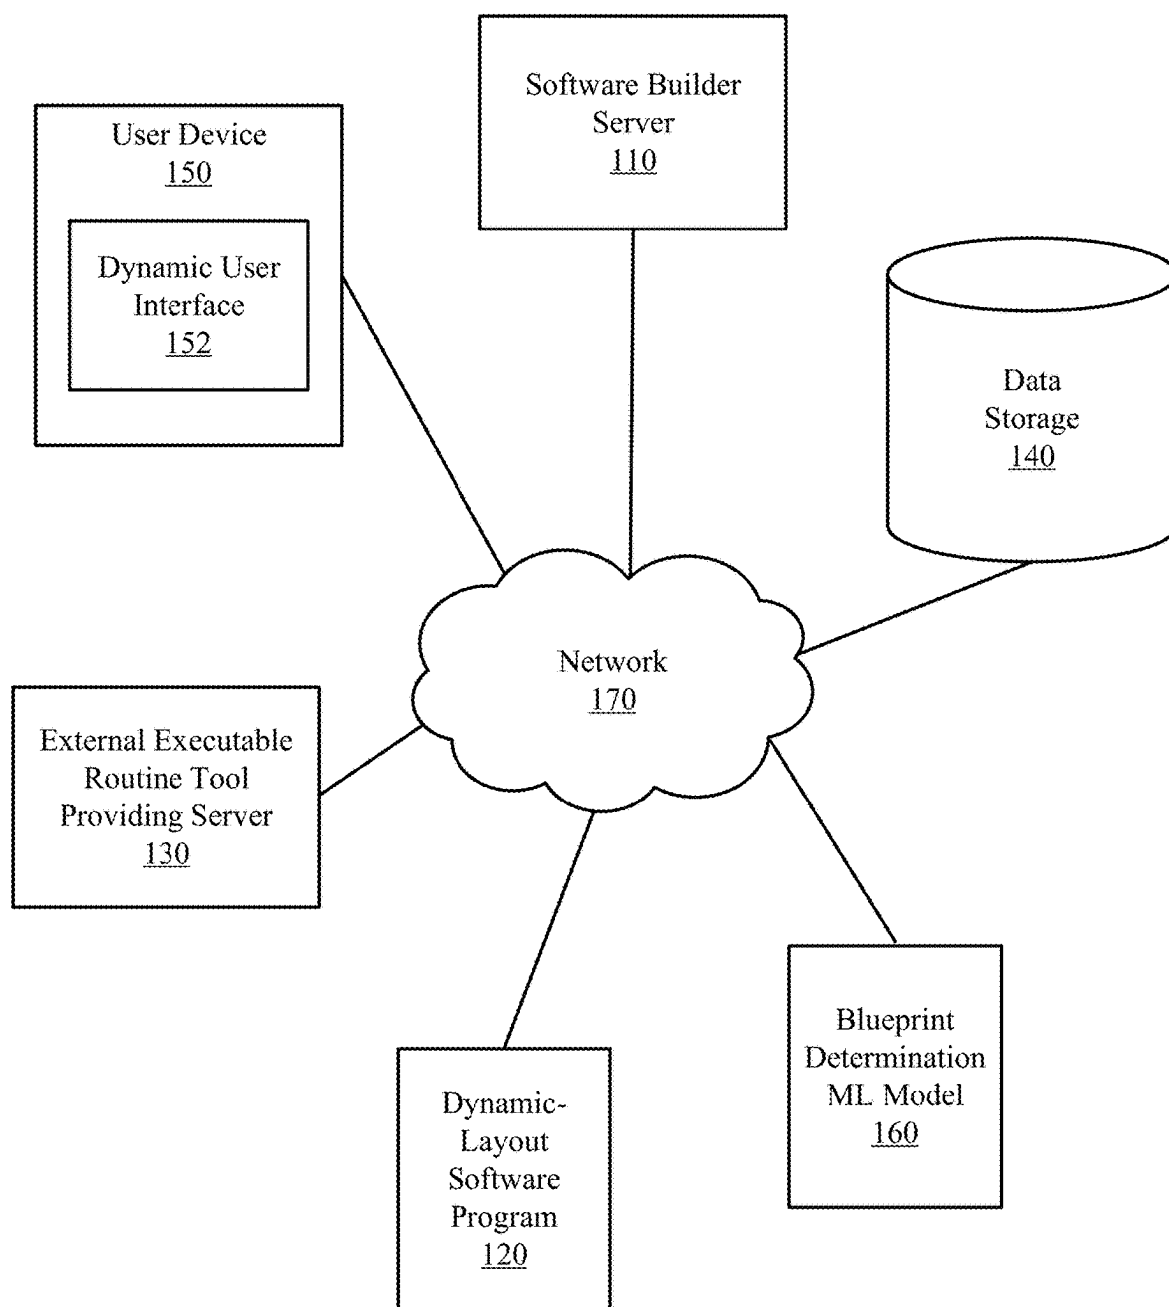 Software Builder
Server
110
User Device
150
Dynamic User
Interface
152
Data
Storage
140
Network
170
External Executable
Routine Tool
Providing Server
130
Blueprint
Determination
ML Model
160
Dynamic-
Layout
Software
Program
120